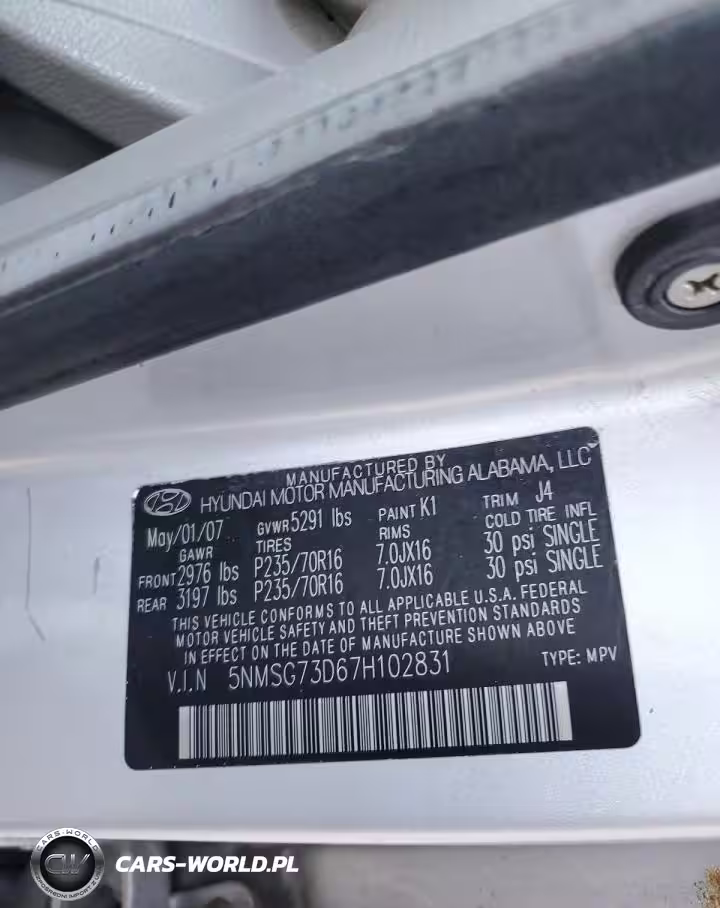 MANUFACTURED BY
HYUNDAI MOTOR MANUFACTURING ALABAMA, LLC
May/01/07 GVWR 5291 lbs PAINT K1 TRIM J4
GAWR TIRES RIMS COLD TIRE INFL
FRONT 2976 lbs P235/70R16 7.0JX16 30 psi SINGLE
REAR 3197 lbs P235/70R16 7.0JX16 30 psi SINGLE
THIS VEHICLE CONFORMS TO ALL APPLICABLE U.S.A. FEDERAL
MOTOR VEHICLE SAFETY AND THEFT PREVENTION STANDARDS
IN EFFECT ON THE DATE OF MANUFACTURE SHOWN ABOVE
V.I.N 5NMSG73D67H102831 TYPE: MPV
CARS-WORLD
CW
CARS-WORLD.PL